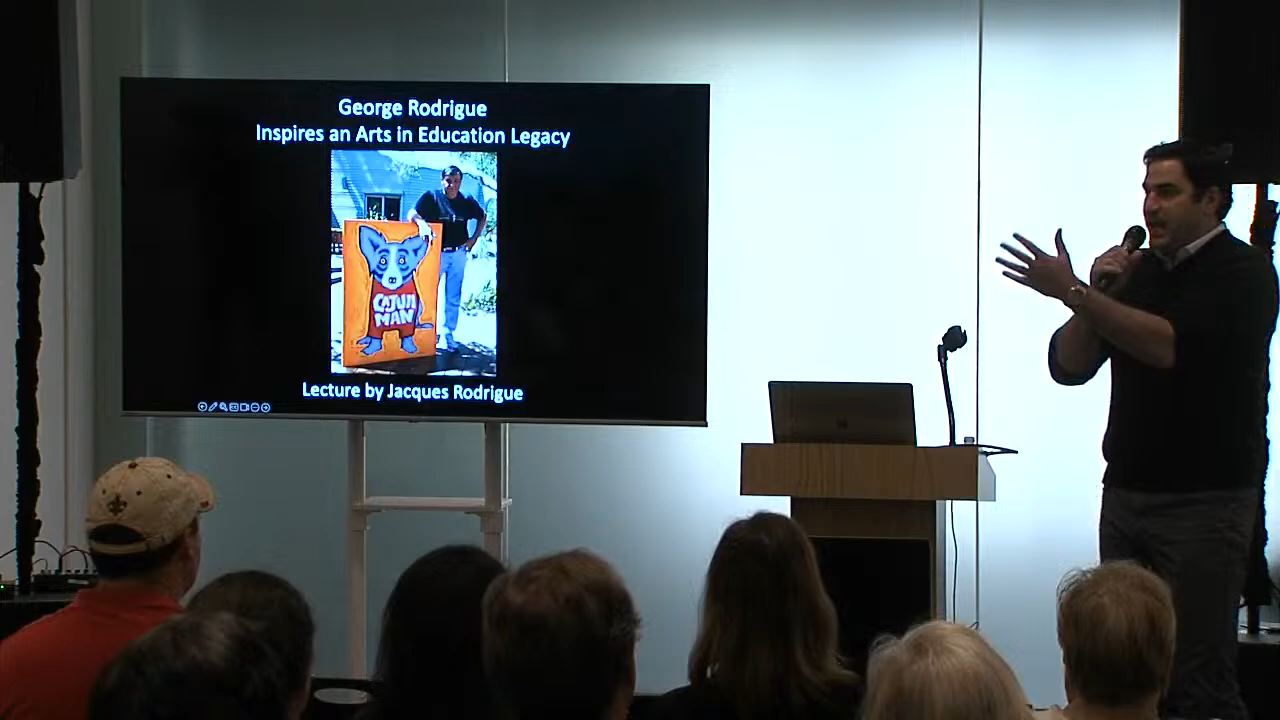 George Rodrigue
Inspires an Arts in Education Legacy
CAJUN
MAN
Lecture by Jacques Rodrigue